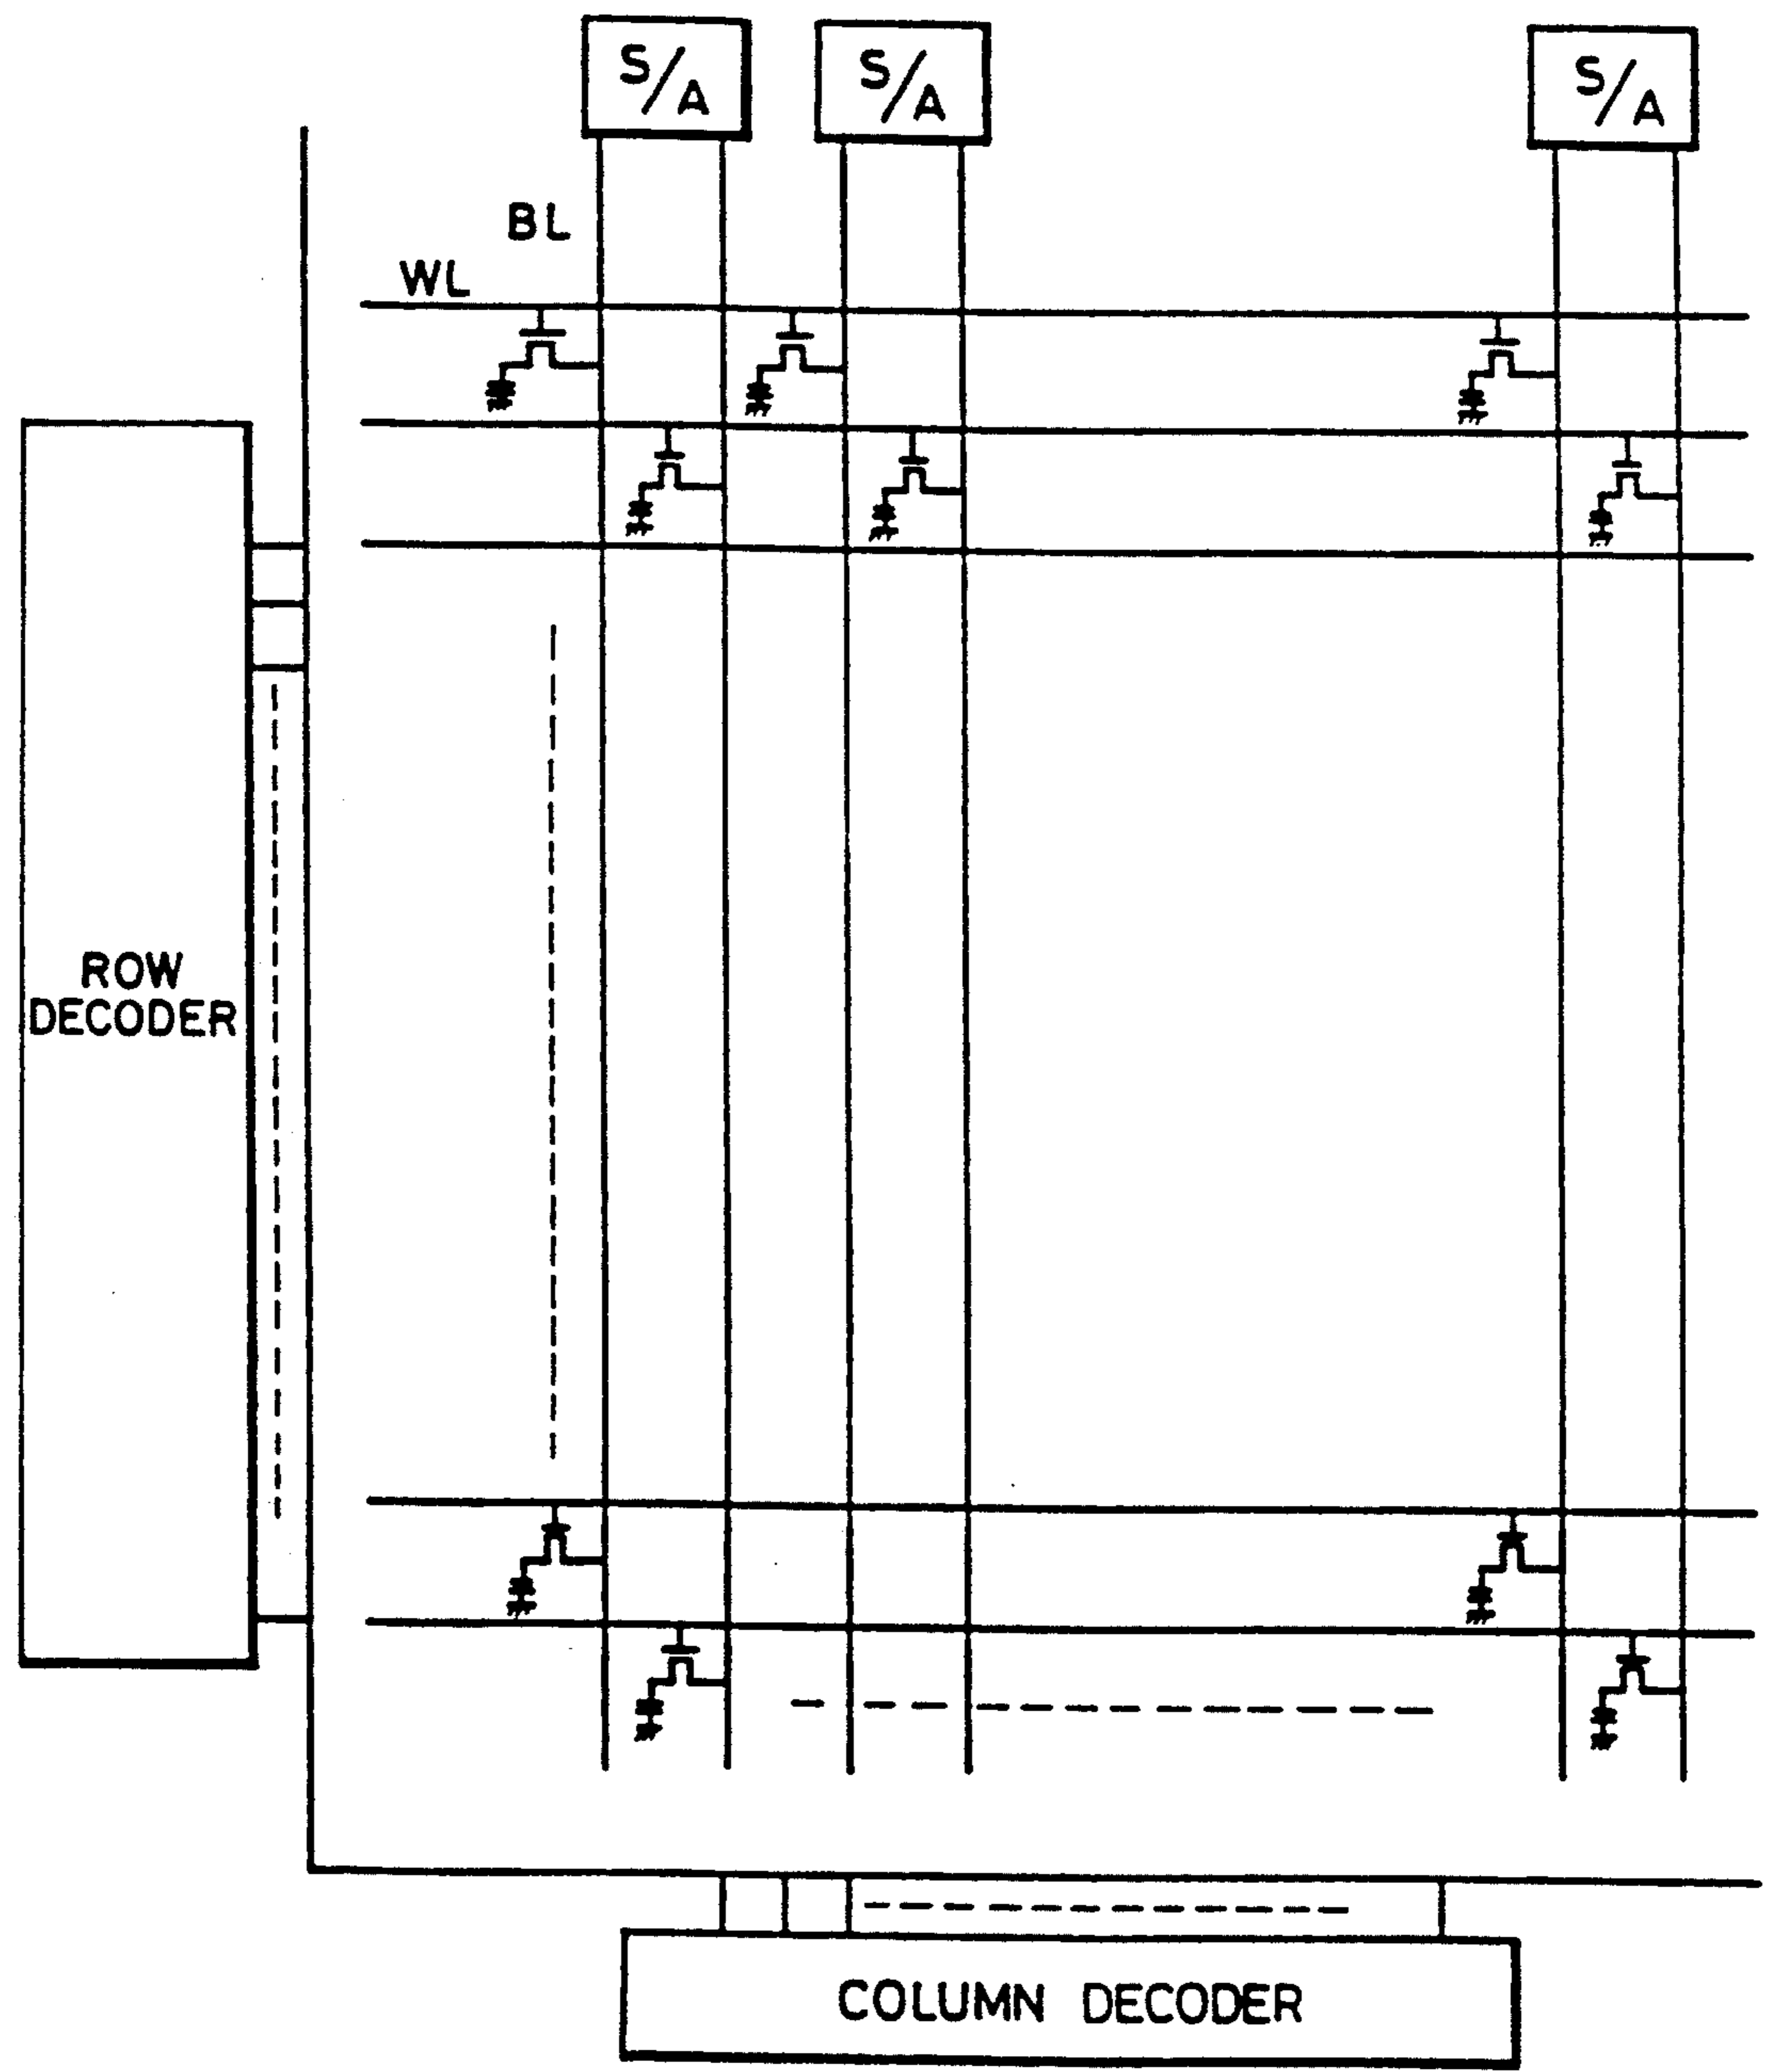 S/A
S/A
S/A
BL
WL
ROW
DECODER
COLUMN DECODER